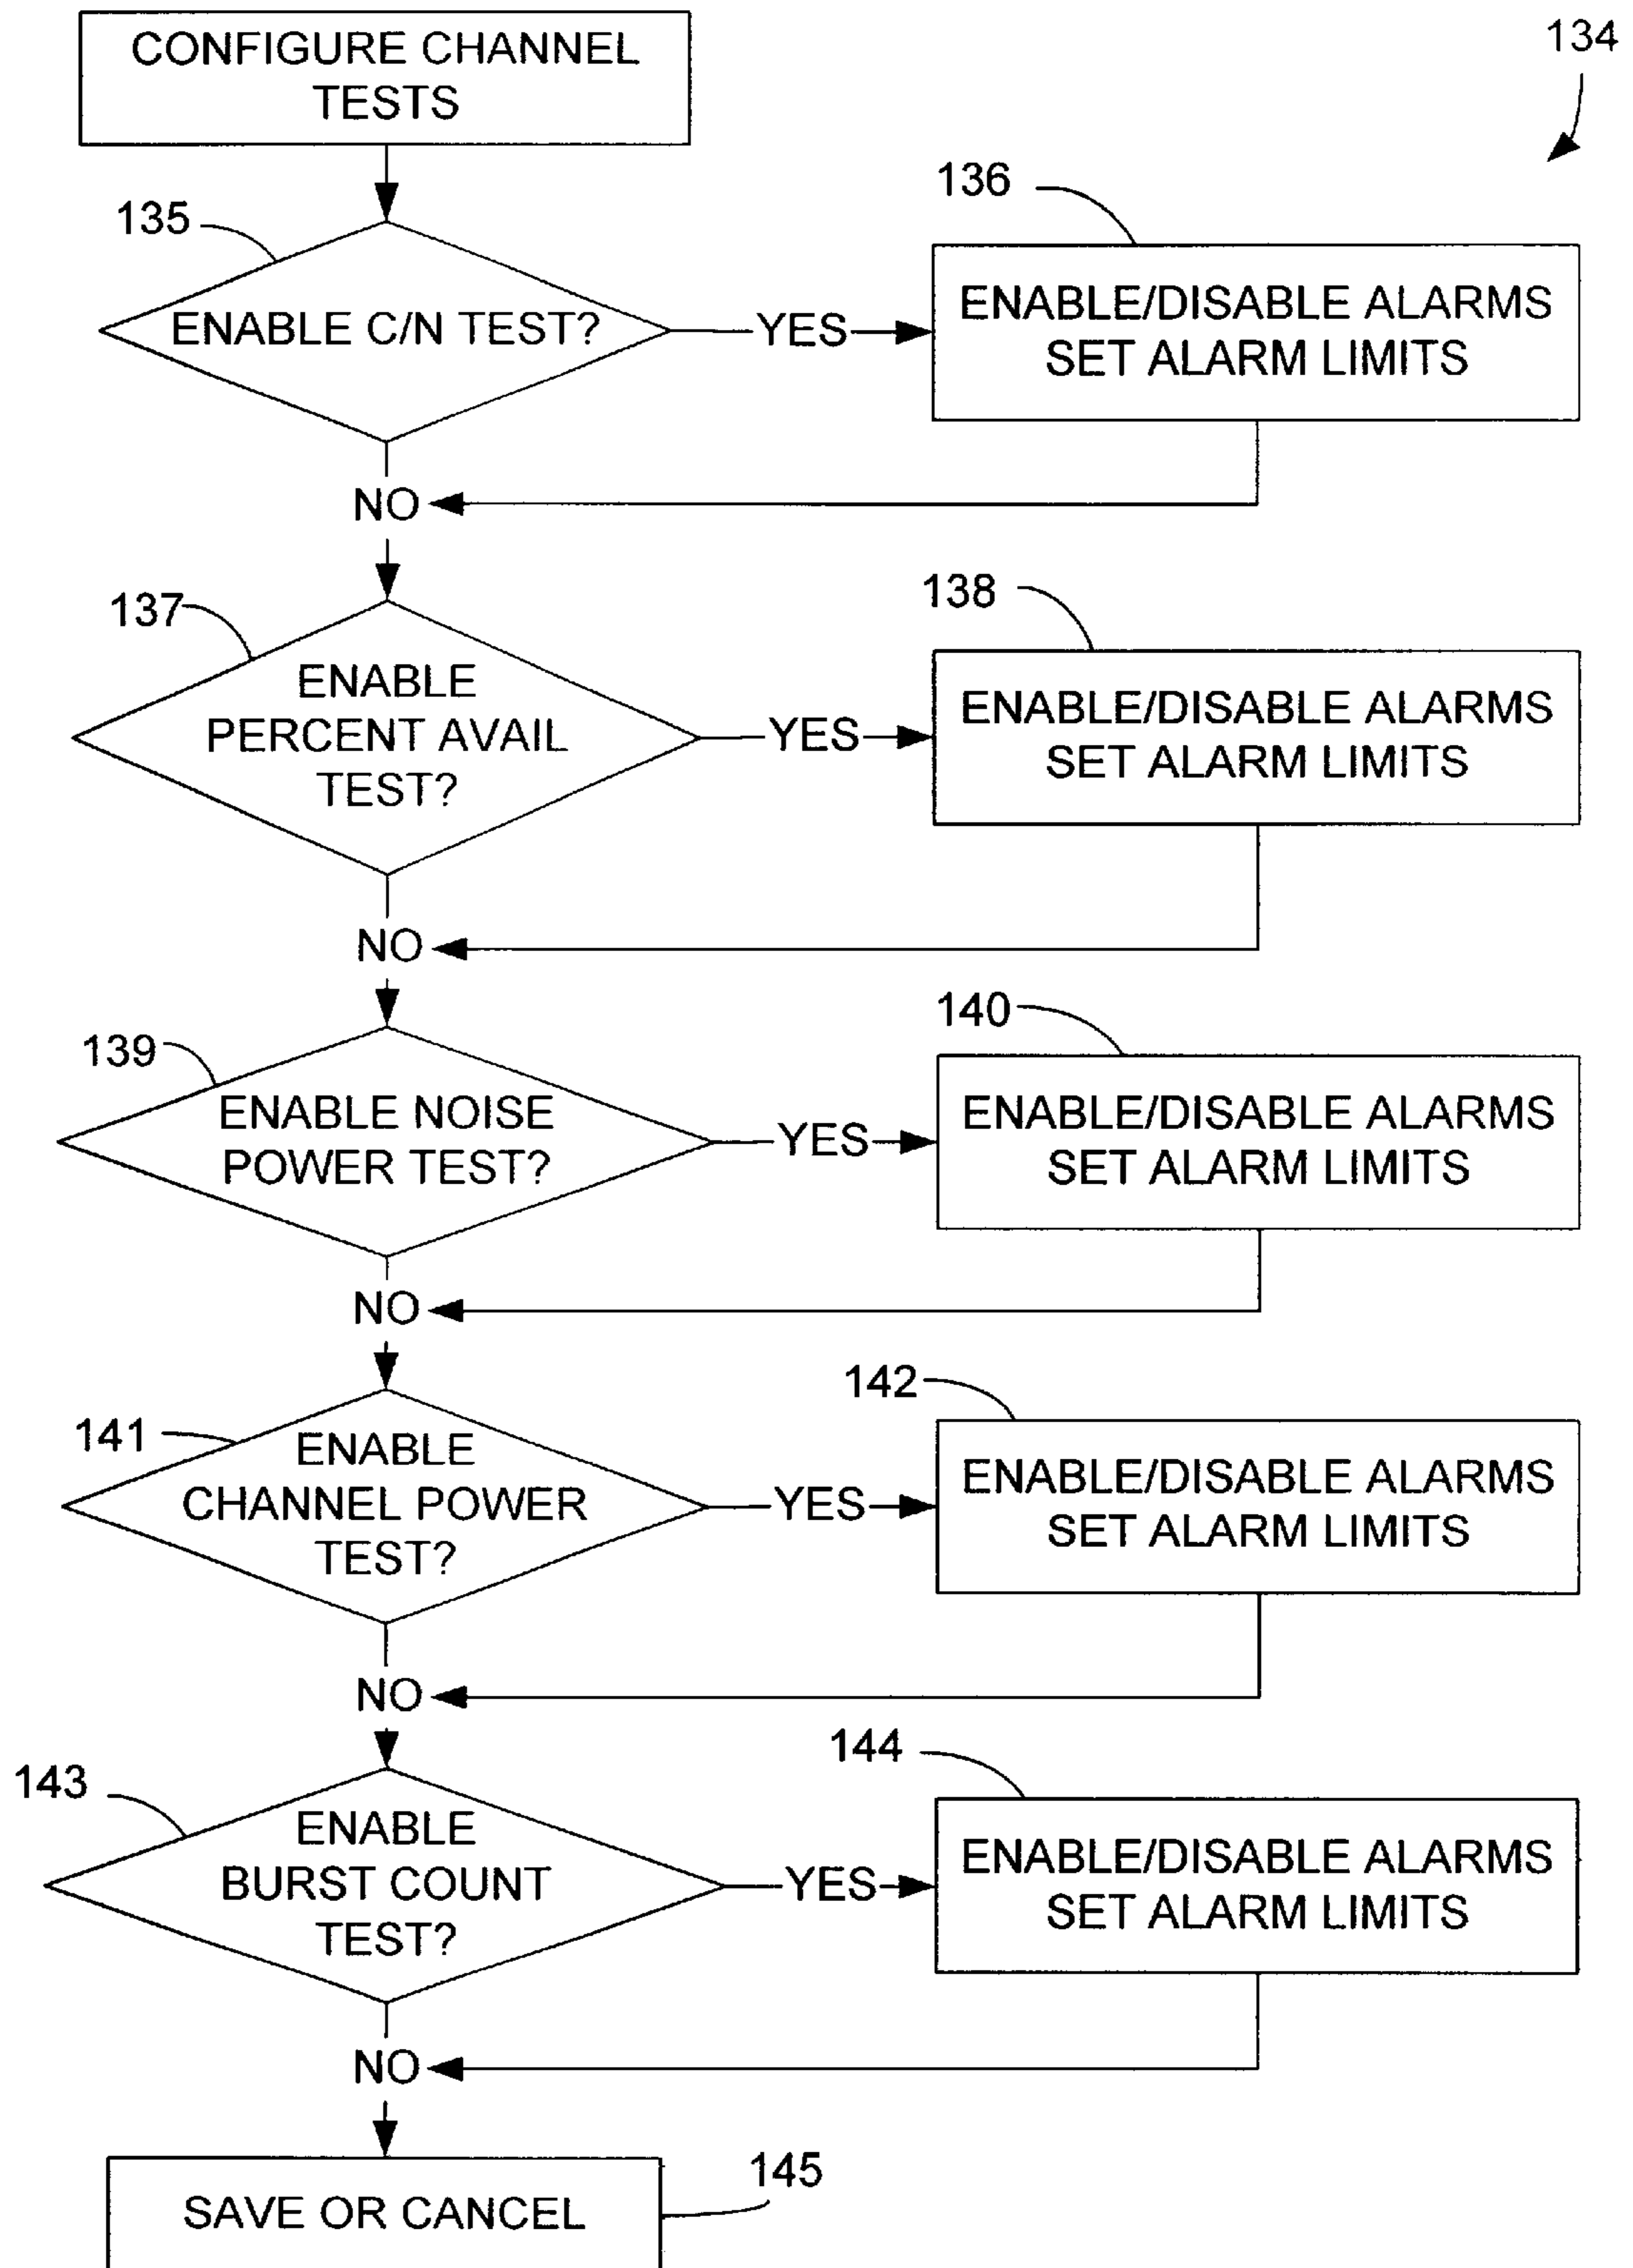 CONFIGURE CHANNEL
TESTS
134
135
ENABLE C/N TEST?
YES
136
ENABLE/DISABLE ALARMS
SET ALARM LIMITS
NO
137
ENABLE
PERCENT AVAIL
TEST?
YES
138
ENABLE/DISABLE ALARMS
SET ALARM LIMITS
NO
139
ENABLE NOISE
POWER TEST?
YES
140
ENABLE/DISABLE ALARMS
SET ALARM LIMITS
NO
141
ENABLE
CHANNEL POWER
TEST?
YES
142
ENABLE/DISABLE ALARMS
SET ALARM LIMITS
NO
143
ENABLE
BURST COUNT
TEST?
YES
144
ENABLE/DISABLE ALARMS
SET ALARM LIMITS
NO
145
SAVE OR CANCEL